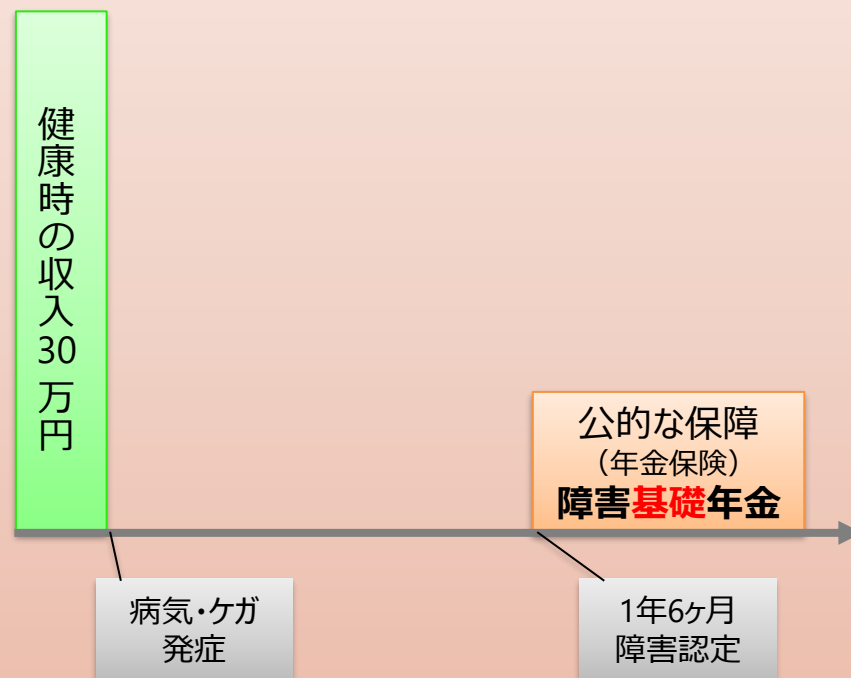 健康時の収入30万円
公的な保障
（年金保険）
障害基礎年金
病気・ケガ
発症
1年6ヶ月
障害認定